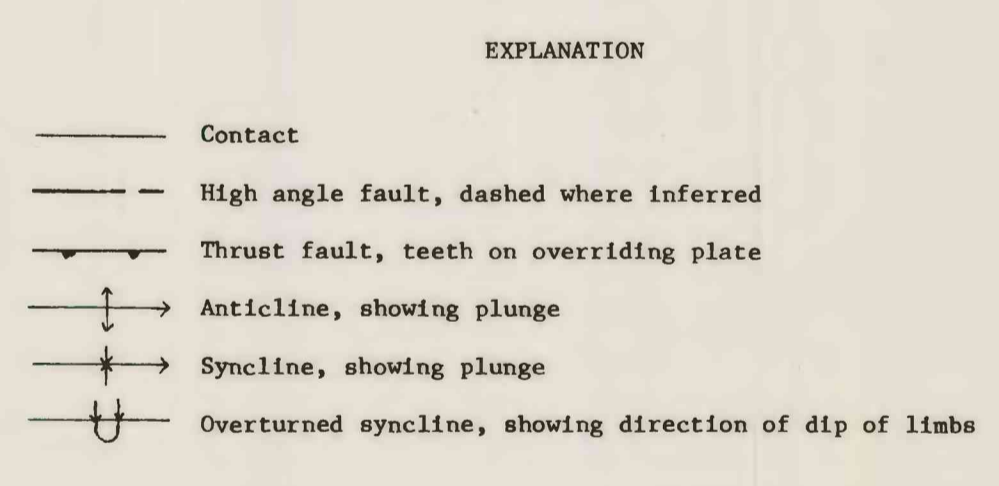 EXPLANATION
Contact
High angle fault, dashed where inferred
Thrust fault, teeth on overriding plate
Anticline, showing plunge
Syncline, showing plunge
Overturned syncline, showing direction of dip of limbs